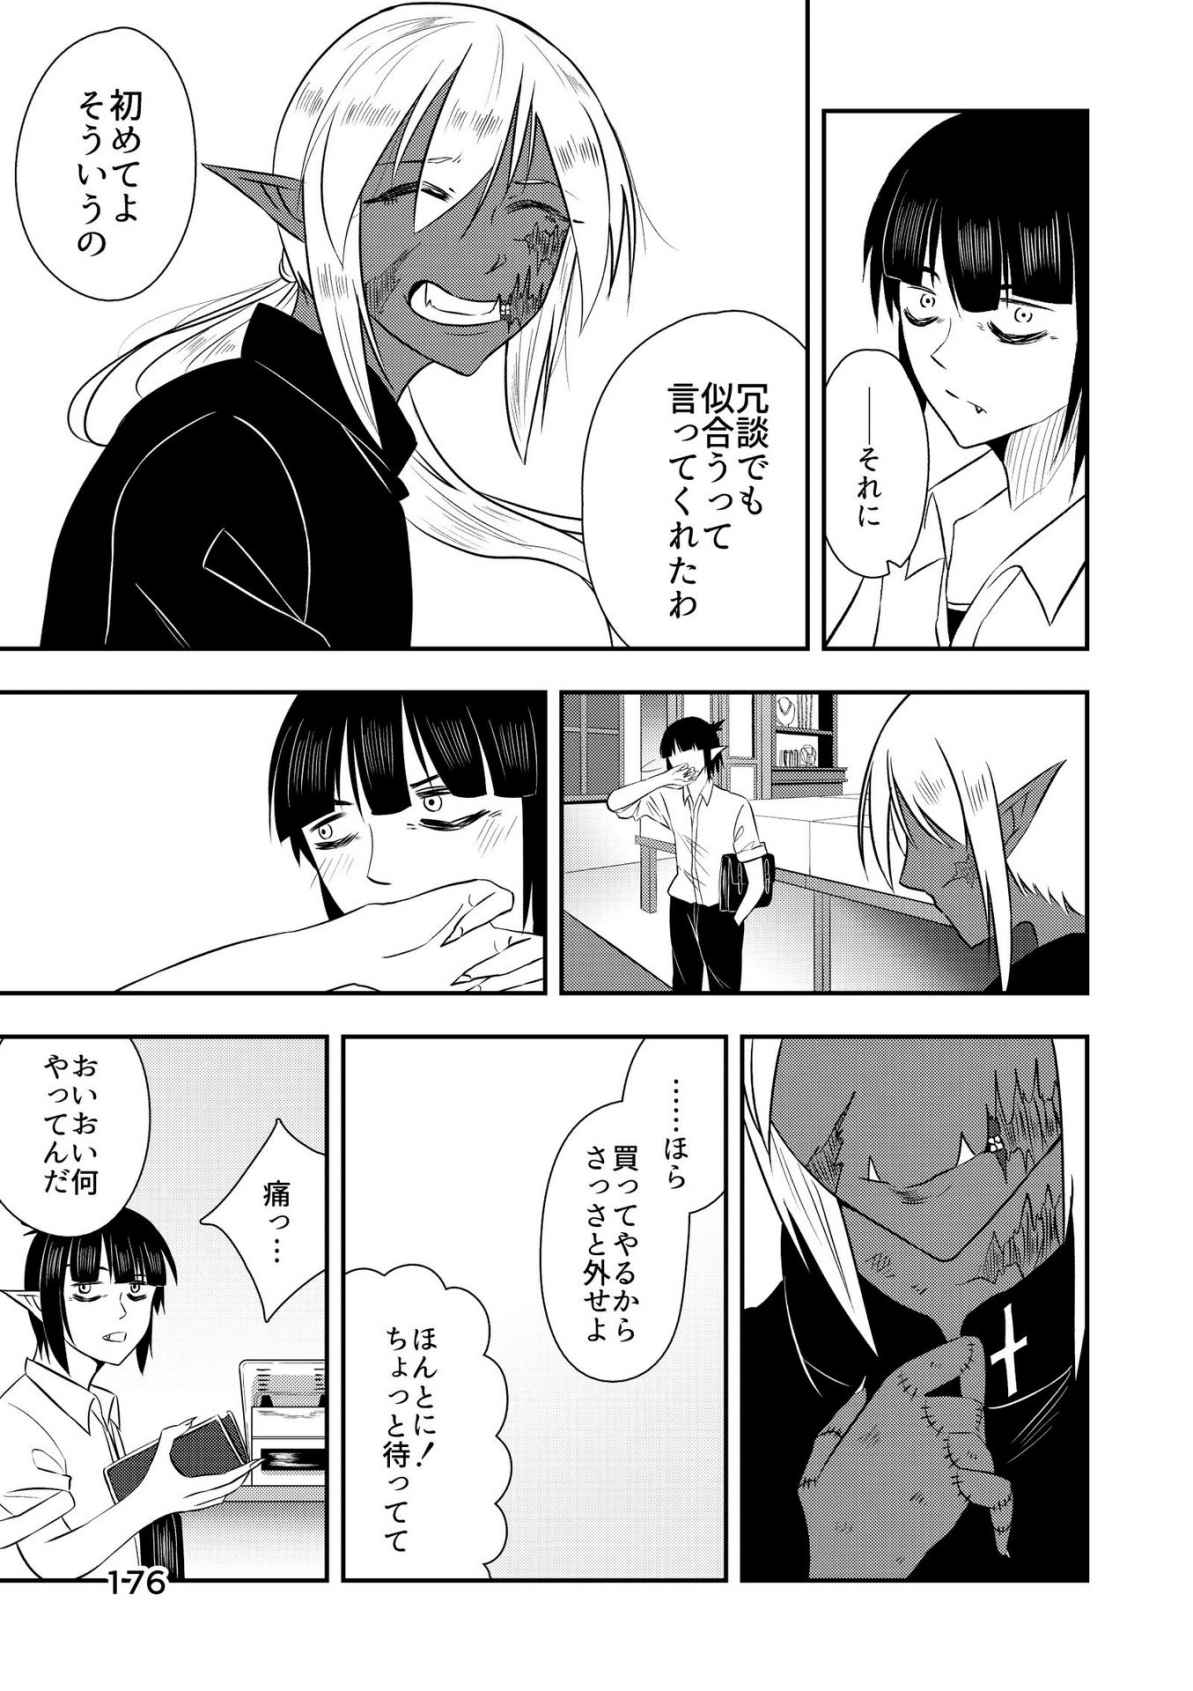 ――それに
冗談でも
似合うって
言ってくれたわ
初めてよ
そういうの
……ほら
買ってやるから
さっさと外せよ
ほんとに！
ちょっと待ってて
痛っ…
おいおい何
やってんだ
1-76